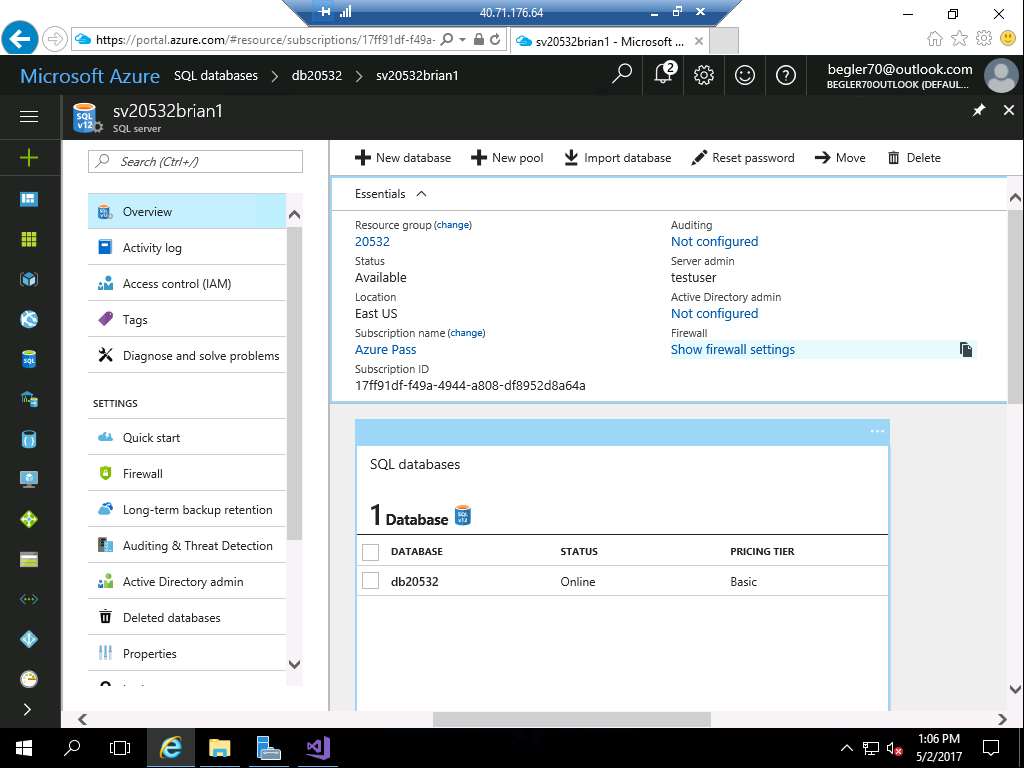 40.71.176.64
https://portal.azure.com/#resource/subscriptions/17ff91df-f49a-
sv20532brian1 - Microsoft ...
Microsoft Azure SQL databases > db20532 > sv20532brian1
2
begler70@outlook.com
BEGLER70OUTLOOK (DEFAUL...
SQL v12
sv20532brian1
SQL server
Search (Ctrl+/)
New database New pool Import database Reset password Move Delete
Overview
Activity log
Access control (IAM)
Tags
Diagnose and solve problems
SETTINGS
Quick start
Firewall
Long-term backup retention
Auditing & Threat Detection
Active Directory admin
Deleted databases
Properties
Essentials
Resource group (change)
20532
Status
Available
Location
East US
Subscription name (change)
Azure Pass
Subscription ID
17ff91df-f49a-4944-a808-df8952d8a64a
Auditing
Not configured
Server admin
testuser
Active Directory admin
Not configured
Firewall
Show firewall settings
...
SQL databases
1 Database SQL v12
DATABASE STATUS PRICING TIER
db20532 Online Basic
1:06 PM
5/2/2017